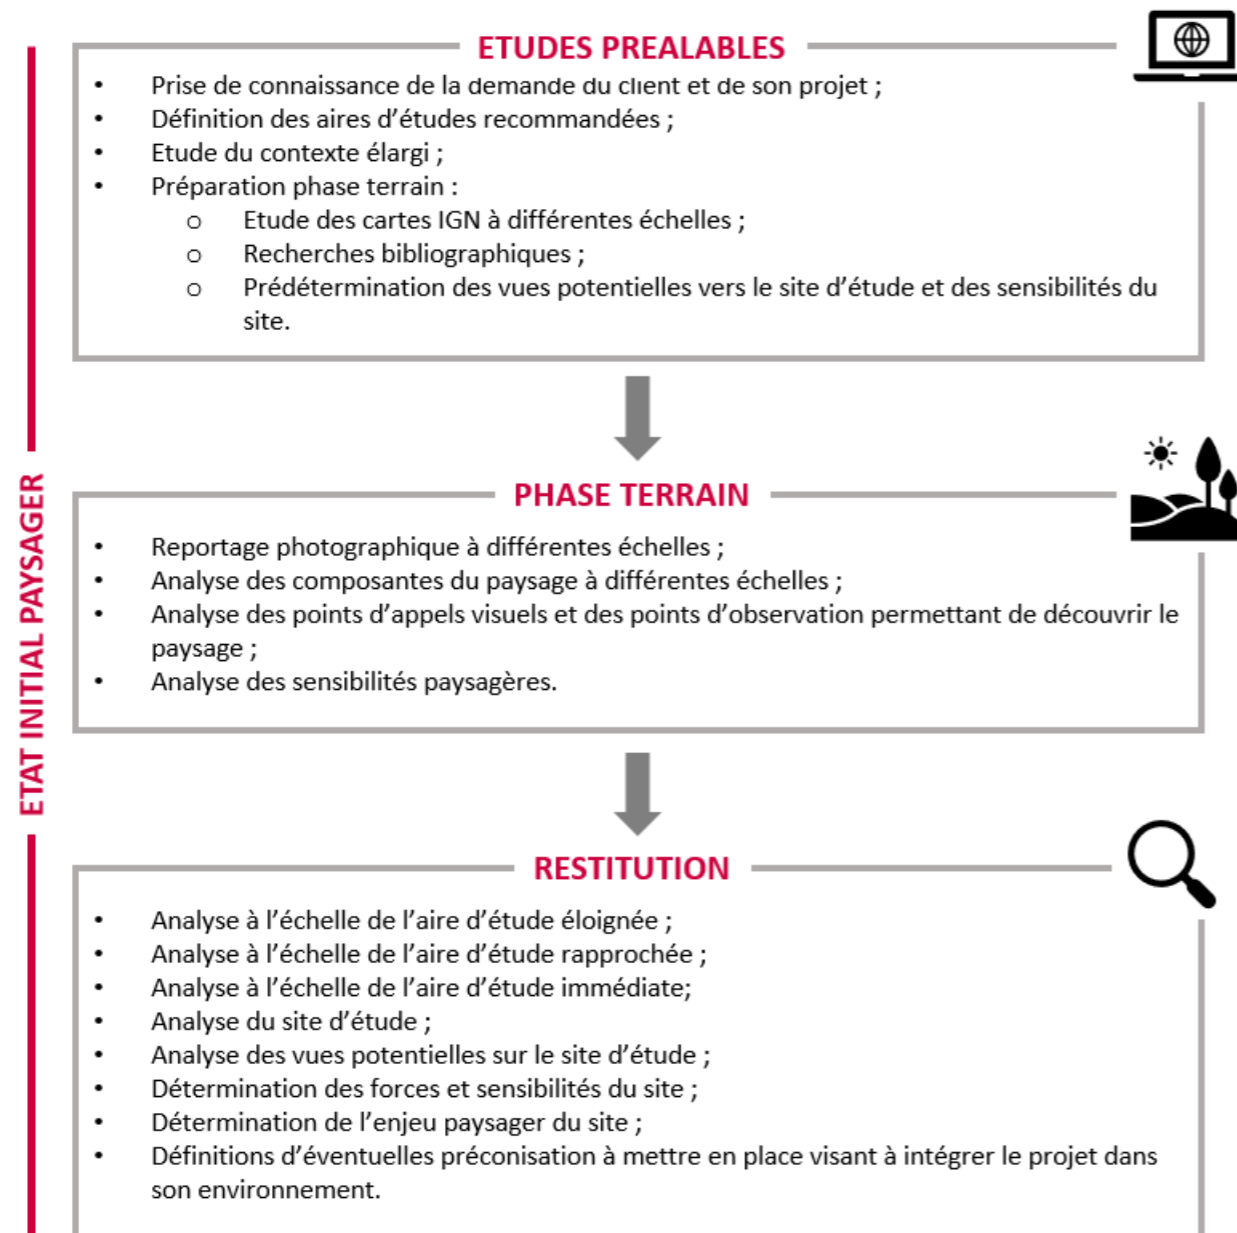 ETUDES PREALABLES
• Prise de connaissance de la demande du client et de son projet ;
• Définition des aires d’études recommandées ;
• Etude du contexte élargi ;
• Préparation phase terrain :
o Etude des cartes IGN à différentes échelles ;
o Recherches bibliographiques ;
o Prédétermination des vues potentielles vers le site d’étude et des sensibilités du
site.
ETAT INITIAL PAYSAGER
PHASE TERRAIN
• Reportage photographique à différentes échelles ;
• Analyse des composantes du paysage à différentes échelles ;
• Analyse des points d’appels visuels et des points d’observation permettant de découvrir le
paysage ;
• Analyse des sensibilités paysagères.
RESTITUTION
• Analyse à l’échelle de l’aire d’étude éloignée ;
• Analyse à l’échelle de l’aire d’étude rapprochée ;
• Analyse à l’échelle de l’aire d’étude immédiate;
• Analyse du site d’étude ;
• Analyse des vues potentielles sur le site d’étude ;
• Détermination des forces et sensibilités du site ;
• Détermination de l’enjeu paysager du site ;
• Définitions d’éventuelles préconisation à mettre en place visant à intégrer le projet dans
son environnement.